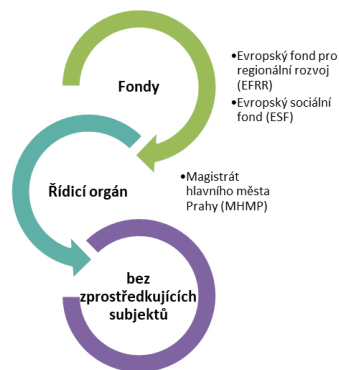 Fondy
•Evropský fond pro
regionální rozvoj
(EFRR)
•Evropský sociální
fond (ESF)
Řídicí orgán
•Magistrát
hlavního města
Prahy (MHMP)
bez
zprostředkujících
subjektů